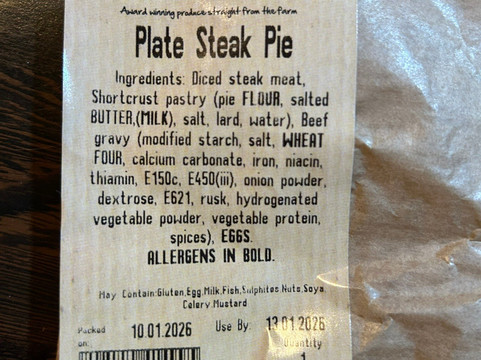 Award winning produce straight from the farm
Plate Steak Pie
Ingredients: Diced steak meat,
Shortcrust pastry (pie FLOUR, salted
BUTTER,(MILK), salt, lard, water), Beef
gravy (modified starch, salt, WHEAT
FOUR, calcium carbonate, iron, niacin,
thiamin, E150c, E450(iii), onion powder,
dextrose, E621, rusk, hydrogenated
vegetable powder, vegetable protein,
spices), EGGS.
ALLERGENS IN BOLD.
May Contain:Gluten,Egg,Milk,Fish,Sulphites,Nuts,Soya,
Celery,Mustard
Packed on: 10.01.2026 Use By: 13.01.2026
Quantity
1